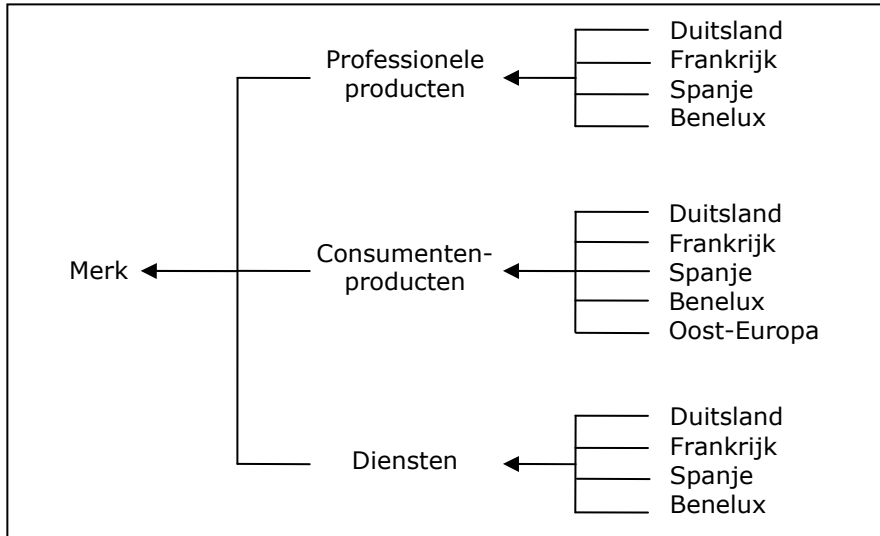 Professionele
producten
Duitsland
Frankrijk
Spanje
Benelux
Merk
Consumenten-
producten
Duitsland
Frankrijk
Spanje
Benelux
Oost-Europa
Diensten
Duitsland
Frankrijk
Spanje
Benelux